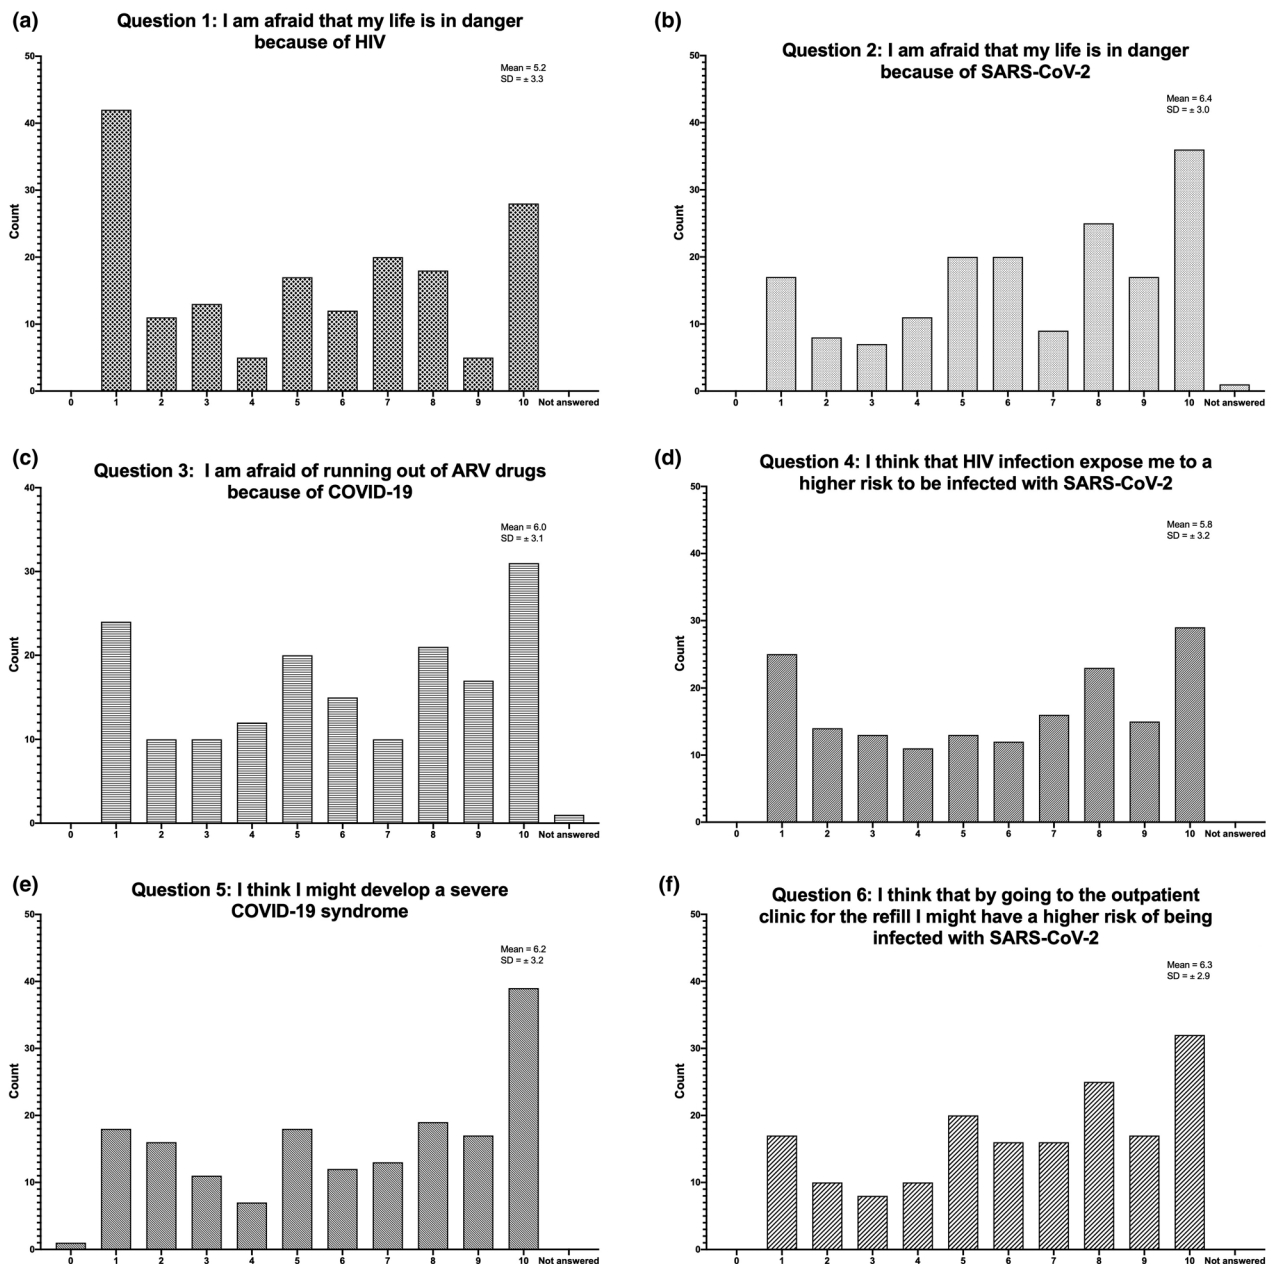 (a)
Question 1: I am afraid that my life is in danger
because of HIV
Mean = 5.2
SD = ± 3.3
50
40
30
20
10
0
Count
0 1 2 3 4 5 6 7 8 9 10 Not answered
(b)
Question 2: I am afraid that my life is in danger
because of SARS-CoV-2
Mean = 6.4
SD = ± 3.0
50
40
30
20
10
0
Count
0 1 2 3 4 5 6 7 8 9 10 Not answered
(c)
Question 3: I am afraid of running out of ARV drugs
because of COVID-19
Mean = 6.0
SD = ± 3.1
40
30
20
10
0
Count
0 1 2 3 4 5 6 7 8 9 10 Not answered
(d)
Question 4: I think that HIV infection expose me to a
higher risk to be infected with SARS-CoV-2
Mean = 5.8
SD = ± 3.2
50
40
30
20
10
0
Count
0 1 2 3 4 5 6 7 8 9 10 Not answered
(e)
Question 5: I think I might develop a severe
COVID-19 syndrome
Mean = 6.2
SD = ± 3.2
50
40
30
20
10
0
Count
0 1 2 3 4 5 6 7 8 9 10 Not answered
(f)
Question 6: I think that by going to the outpatient
clinic for the refill I might have a higher risk of being
infected with SARS-CoV-2
Mean = 6.3
SD = ± 2.9
50
40
30
20
10
0
Count
0 1 2 3 4 5 6 7 8 9 10 Not answered